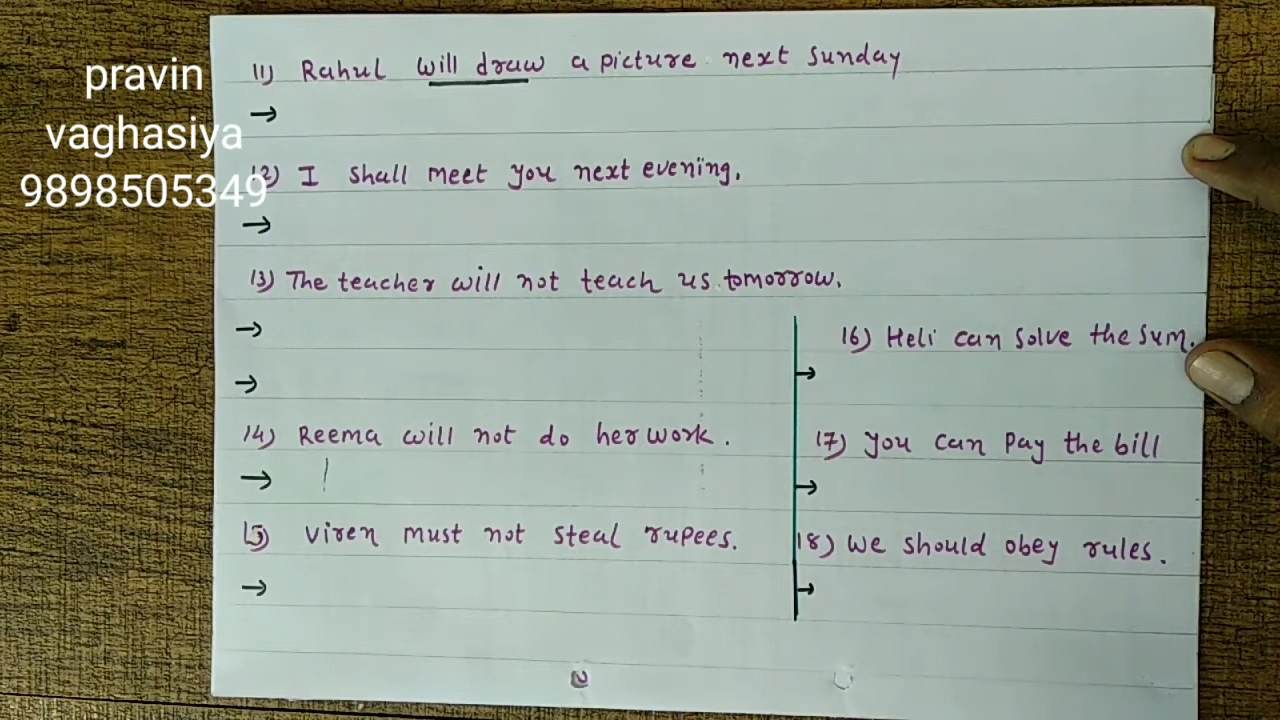 pravin
vaghasiya
9898505349
11) Rahul will draw a picture next Sunday
→
12) I shall meet you next evening.
→
13) The teacher will not teach us tomorrow.
→
→
14) Reema will not do her work.
→
15) Viren must not steal rupees.
→
16) Heli can solve the sum.
→
17) you can pay the bill
→
18) We should obey rules.
→